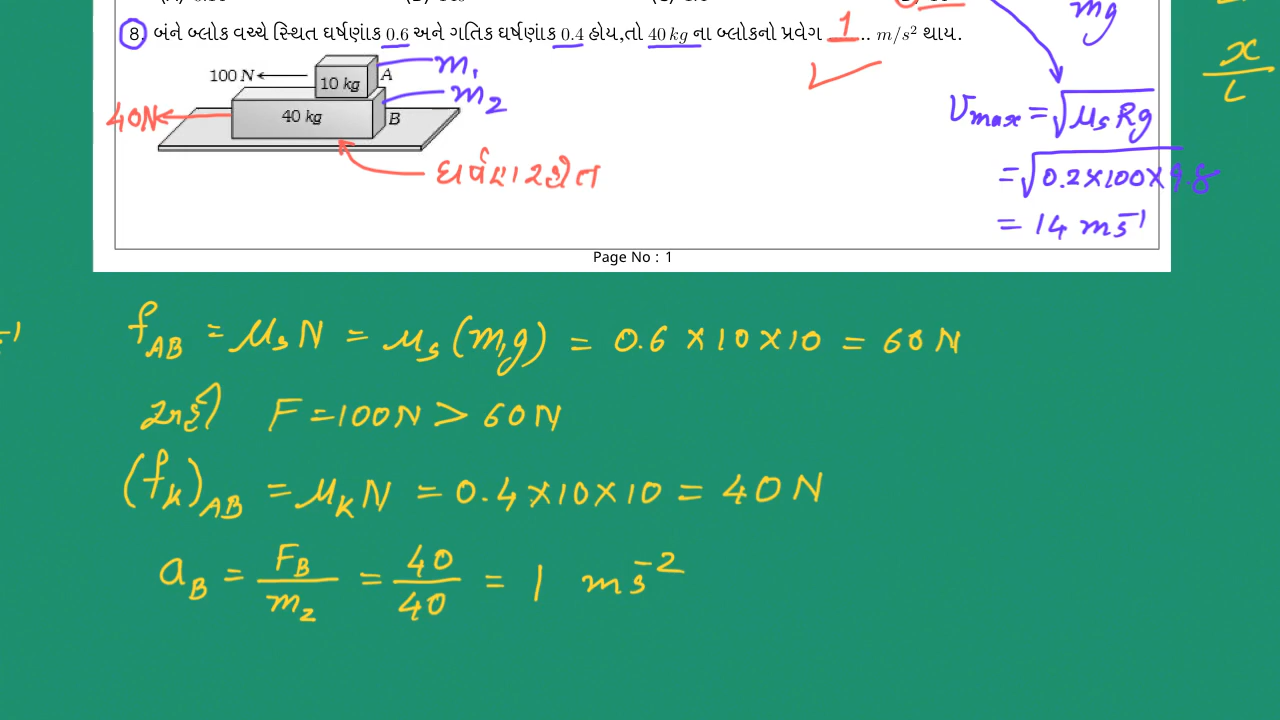 8. બંને બ્લોક વચ્ચે સ્થિત ઘર્ષણાંક 0.6 અને ગતિક ઘર્ષણાંક 0.4 હોય,તો 40 kg ના બ્લોકનો પ્રવેગ ..1.. m/s² થાય.
mg
x/L
100 N
10 kg
A
m₁
m₂
40N
40 kg
B
ઘર્ષણ રહીત
Vmax = √μsRg
= √0.2×100×9.8
= 14 ms⁻¹
Page No : 1
fAB = μsN = μs(m₁g) = 0.6 × 10 × 10 = 60 N
અહીં F = 100N > 60N
(fk)AB = μkN = 0.4×10×10 = 40 N
aB = FB/m₂ = 40/40 = 1 ms⁻²